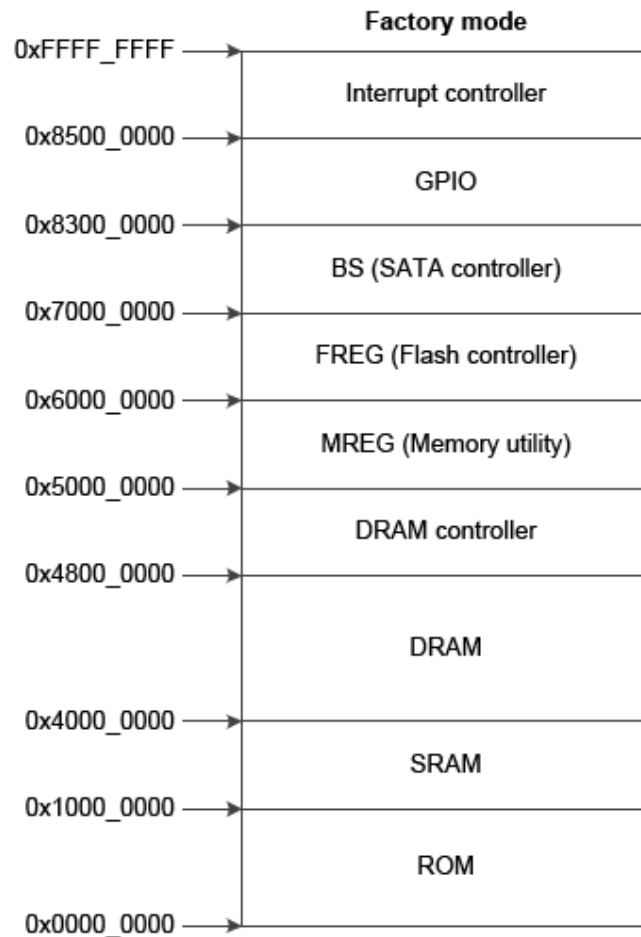 Factory mode
0xFFFF_FFFF
Interrupt controller
0x8500_0000
GPIO
0x8300_0000
BS (SATA controller)
0x7000_0000
FREG (Flash controller)
0x6000_0000
MREG (Memory utility)
0x5000_0000
DRAM controller
0x4800_0000
DRAM
0x4000_0000
SRAM
0x1000_0000
ROM
0x0000_0000